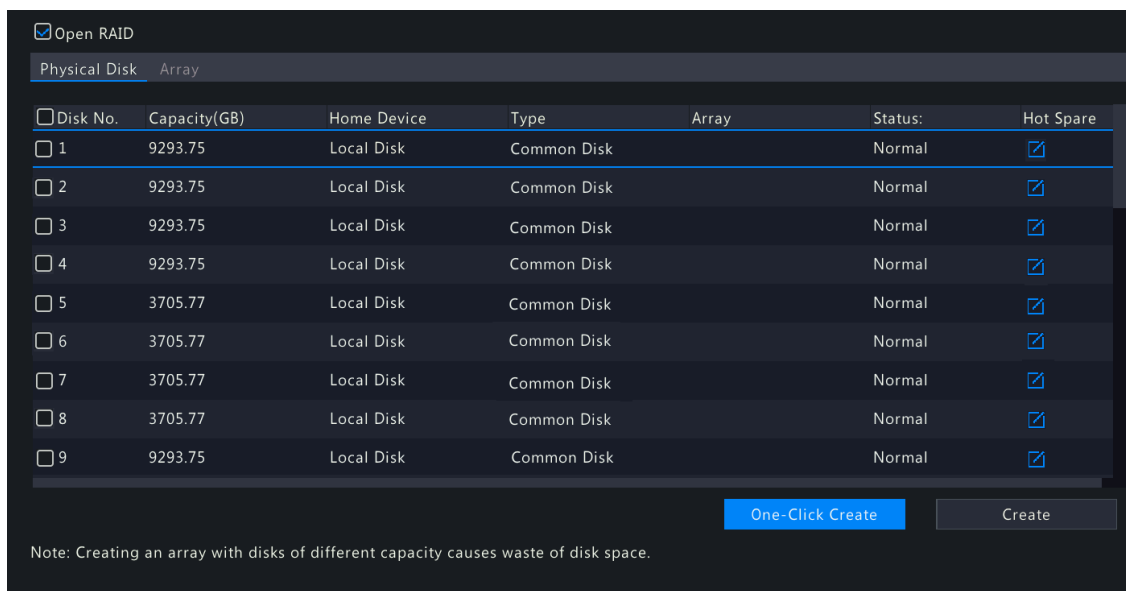 Open RAID
Physical Disk Array
Disk No. Capacity(GB) Home Device Type Array Status: Hot Spare
1 9293.75 Local Disk Common Disk Normal
2 9293.75 Local Disk Common Disk Normal
3 9293.75 Local Disk Common Disk Normal
4 9293.75 Local Disk Common Disk Normal
5 3705.77 Local Disk Common Disk Normal
6 3705.77 Local Disk Common Disk Normal
7 3705.77 Local Disk Common Disk Normal
8 3705.77 Local Disk Common Disk Normal
9 9293.75 Local Disk Common Disk Normal
One-Click Create Create
Note: Creating an array with disks of different capacity causes waste of disk space.